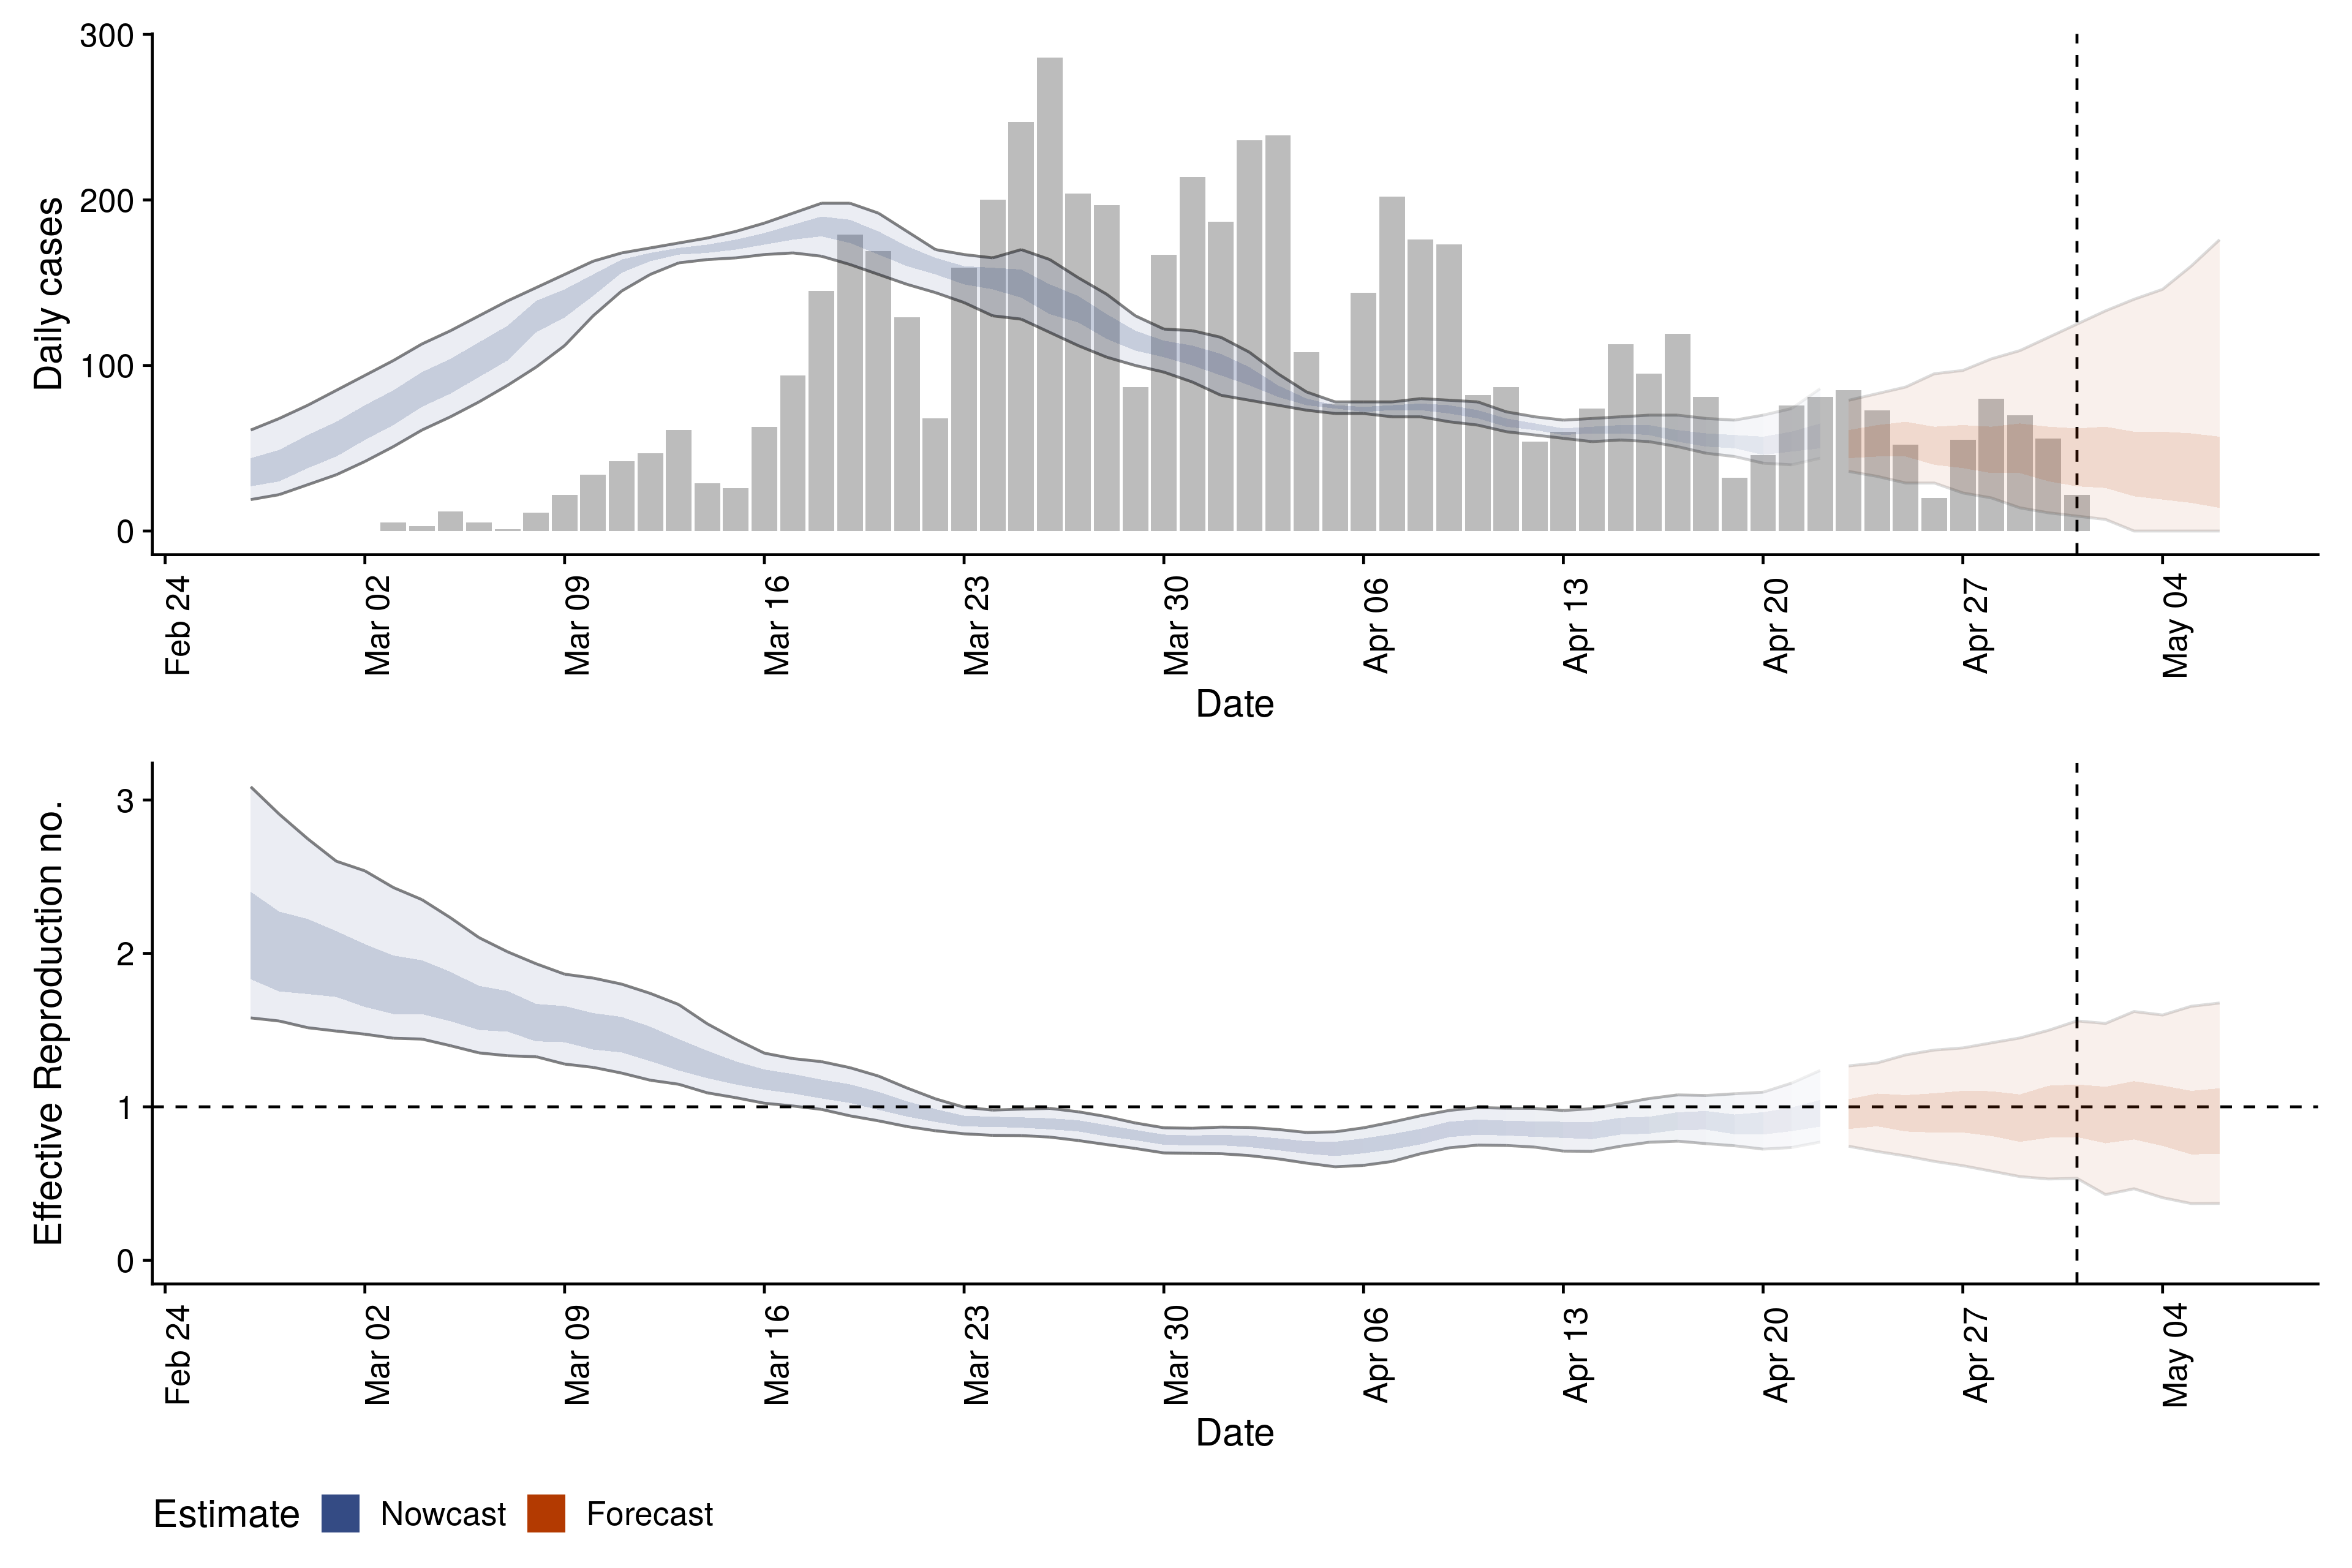 300
200
100
0
Daily cases
Feb 24
Mar 02
Mar 09
Mar 16
Mar 23
Mar 30
Apr 06
Apr 13
Apr 20
Apr 27
May 04
Date
3
2
1
0
Effective Reproduction no.
Feb 24
Mar 02
Mar 09
Mar 16
Mar 23
Mar 30
Apr 06
Apr 13
Apr 20
Apr 27
May 04
Date
Estimate Nowcast Forecast